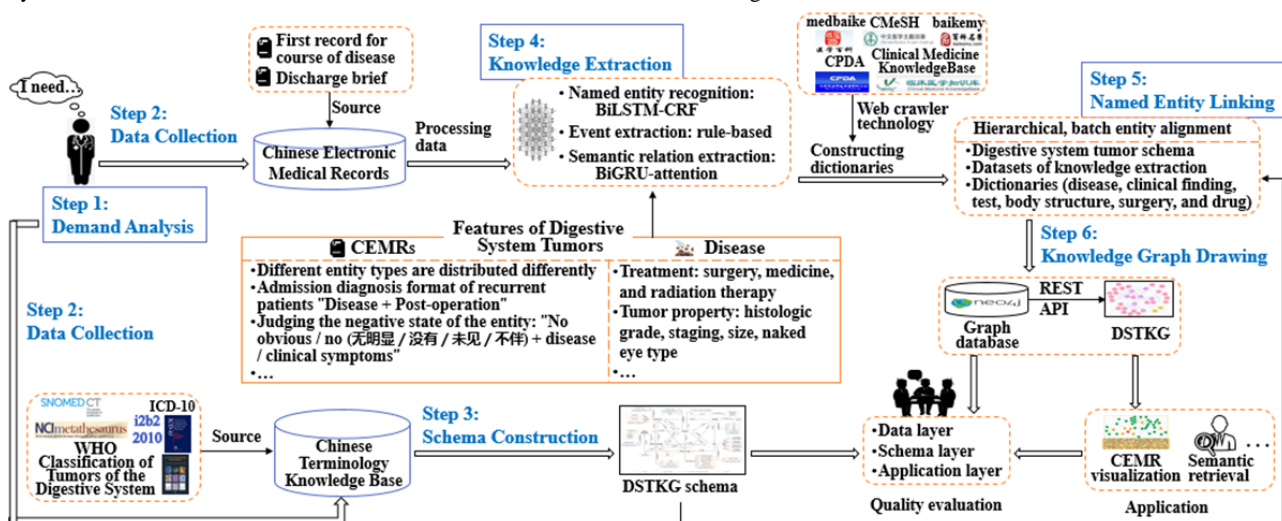 I need...
Step 1:
Demand Analysis
Step 2:
Data Collection
First record for
course of disease
Discharge brief
Source
Chinese Electronic
Medical Records
Processing
data
Step 4:
Knowledge Extraction
• Named entity recognition:
BiLSTM-CRF
• Event extraction: rule-based
• Semantic relation extraction:
BiGRU-attention
medbaike CMeSH baikemy
CPDA
Clinical Medicine
KnowledgeBase
CFDA
Web crawler
technology
Constructing
dictionaries
Step 5:
Named Entity Linking
Hierarchical, batch entity alignment
• Digestive system tumor schema
• Datasets of knowledge extraction
• Dictionaries (disease, clinical finding,
test, body structure, surgery, and drug)
Features of Digestive
System Tumors
CEMRs
• Different entity types are distributed differently
• Admission diagnosis format of recurrent
patients "Disease + Post-operation"
• Judging the negative state of the entity: "No
obvious / no (无明显 / 没有 / 未见 / 不伴) + disease
/ clinical symptoms"
• ...
Disease
• Treatment: surgery, medicine,
and radiation therapy
• Tumor property: histologic
grade, staging, size, naked
eye type
• ...
Step 6:
Knowledge Graph Drawing
neo4j
Graph
database
REST
API
DSTKG
Step 2:
Data Collection
SNOMED CT
ICD-10
NCI metathesaurus
i2b2
2010
WHO
Classification of
Tumors of the
Digestive System
Source
Chinese
Terminology
Knowledge Base
Step 3:
Schema Construction
DSTKG schema
• Data layer
• Schema layer
• Application layer
Quality evaluation
CEMR
visualization
Semantic
retrieval
...
Application